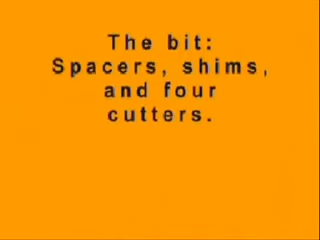 The bit:
Spacers, shims,
and four
cutters.